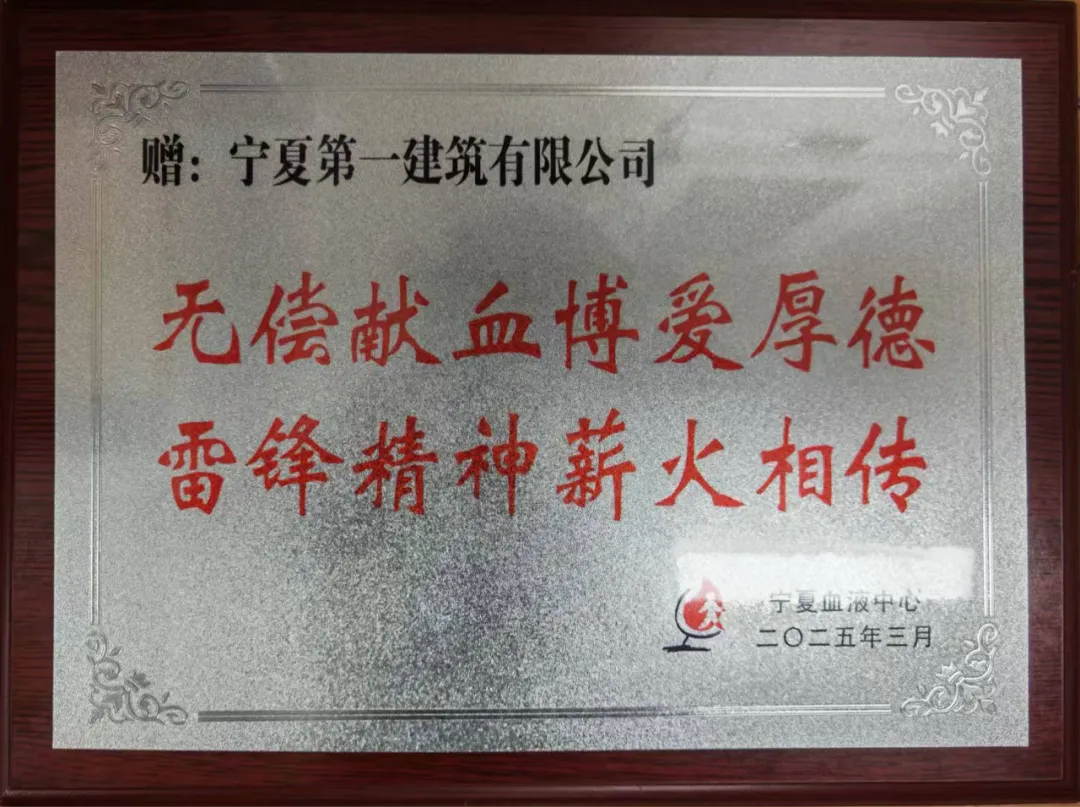 赠：宁夏第一建筑有限公司
无偿献血博爱厚德
雷锋精神薪火相传
宁夏血液中心
二〇二五年三月